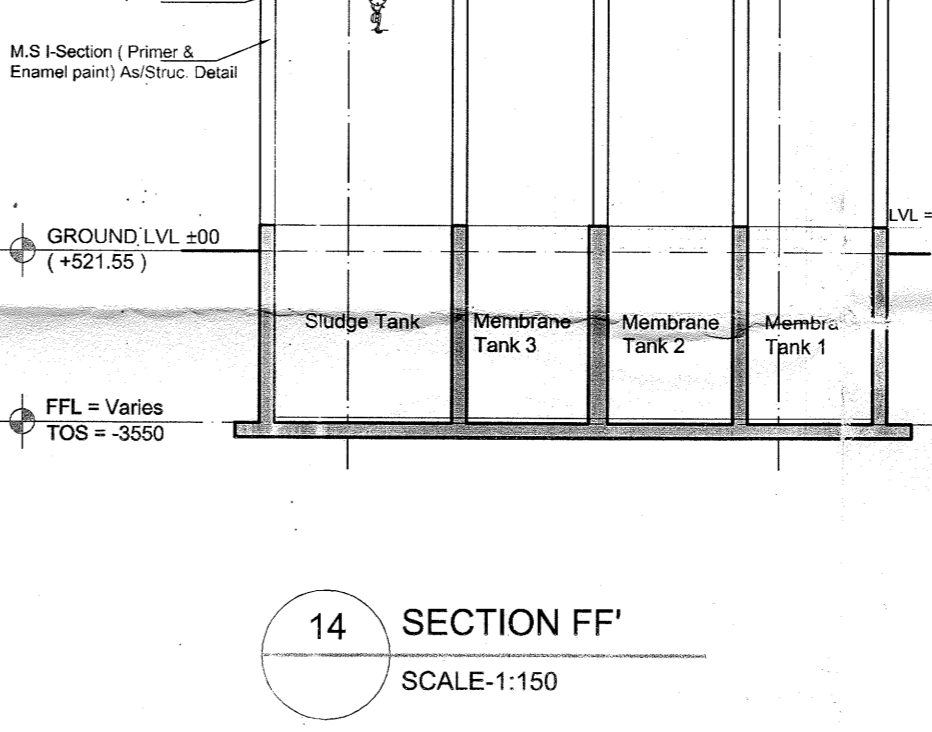 M.S I-Section ( Primer &
Enamel paint) As/Struc. Detail
LVL =
GROUND LVL ±00
( +521.55 )
Sludge Tank
Membrane
Tank 3
Membrane
Tank 2
Membra
Tank 1
FFL = Varies
TOS = -3550
14
SECTION FF'
SCALE-1:150